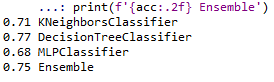 ...: print(f'{acc:.2f} Ensemble')
0.71 KNeighborsClassifier
0.77 DecisionTreeClassifier
0.68 MLPClassifier
0.75 Ensemble